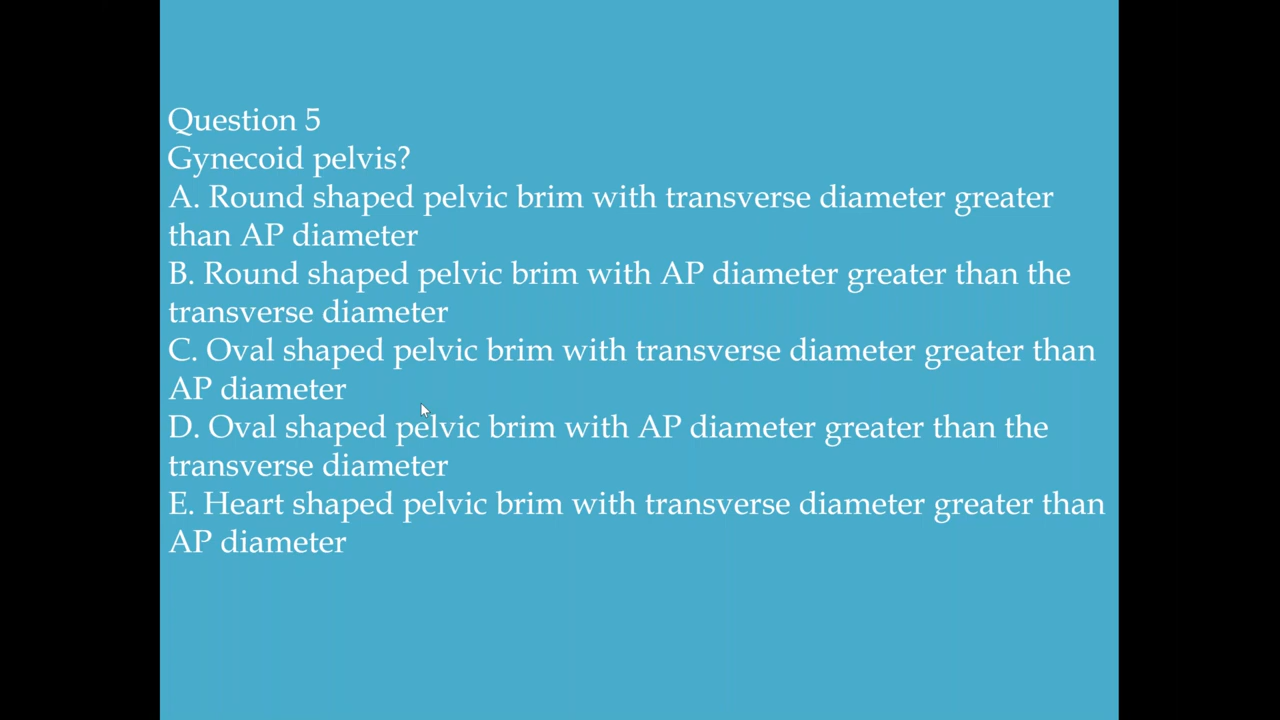 Question 5
Gynecoid pelvis?
A. Round shaped pelvic brim with transverse diameter greater
than AP diameter
B. Round shaped pelvic brim with AP diameter greater than the
transverse diameter
C. Oval shaped pelvic brim with transverse diameter greater than
AP diameter
D. Oval shaped pelvic brim with AP diameter greater than the
transverse diameter
E. Heart shaped pelvic brim with transverse diameter greater than
AP diameter